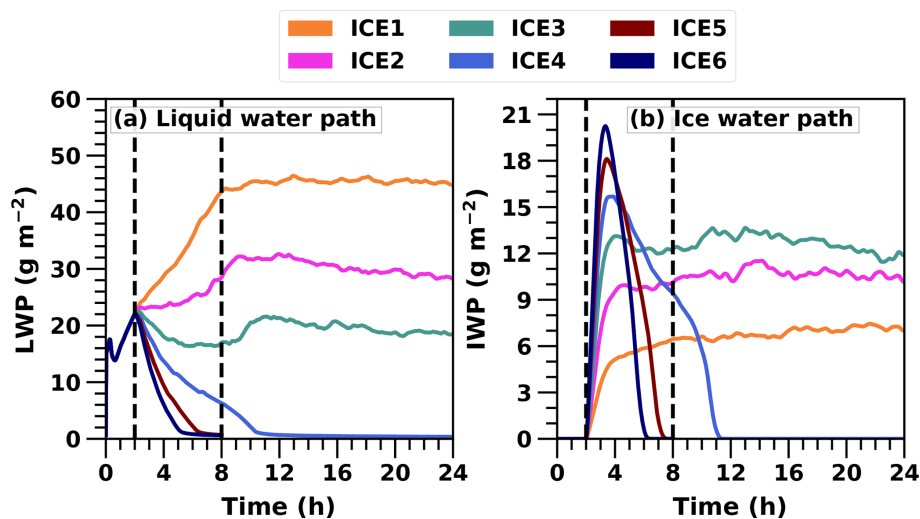 ICE1 ICE3 ICE5
ICE2 ICE4 ICE6
(a) Liquid water path
LWP (g m⁻²)
60
50
40
30
20
10
0
0 4 8 12 16 20 24
Time (h)
(b) Ice water path
IWP (g m⁻²)
21
18
15
12
9
6
3
0
0 4 8 12 16 20 24
Time (h)